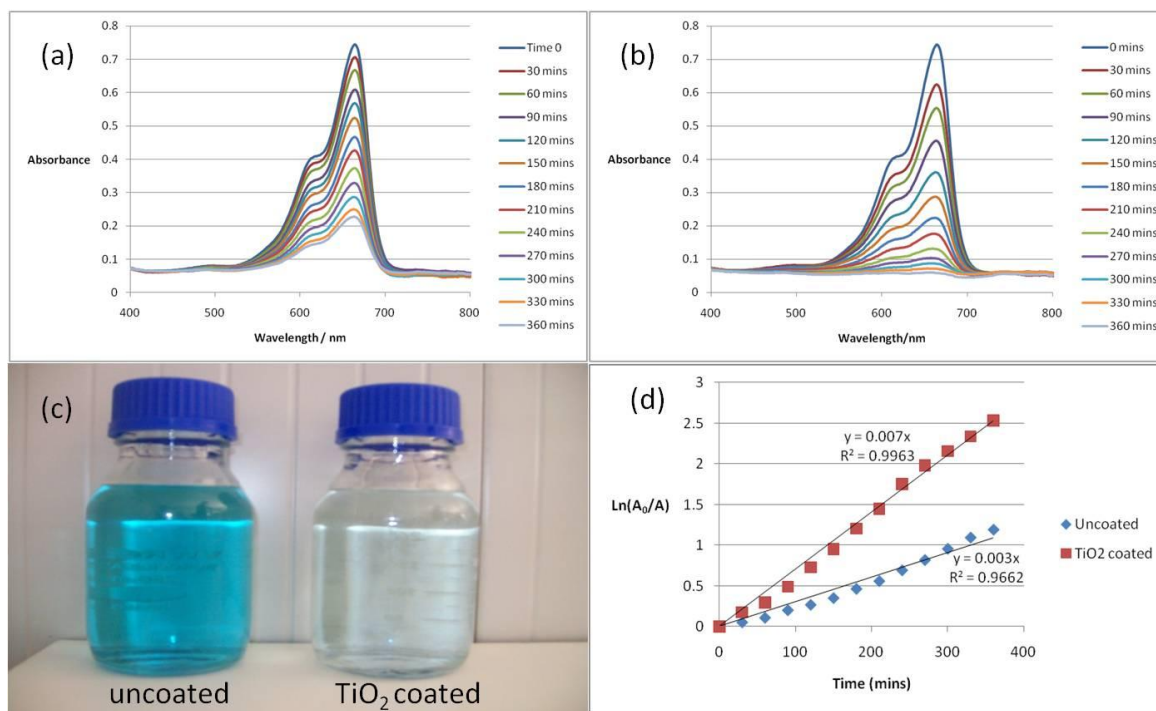 (a)
0.8
0.7
0.6
0.5
0.4
0.3
0.2
0.1
0
Absorbance
400
500
600
700
800
Wavelength / nm
Time 0
30 mins
60 mins
90 mins
120 mins
150 mins
180 mins
210 mins
240 mins
270 mins
300 mins
330 mins
360 mins
(b)
0.8
0.7
0.6
0.5
0.4
0.3
0.2
0.1
0
Absorbance
400
500
600
700
800
Wavelength/nm
0 mins
30 mins
60 mins
90 mins
120 mins
150 mins
180 mins
210 mins
240 mins
270 mins
300 mins
330 mins
360 mins
(c)
uncoated
TiO₂ coated
(d)
3
2.5
2
1.5
1
0.5
0
Ln(A₀/A)
y = 0.007x
R² = 0.9963
y = 0.003x
R² = 0.9662
0
100
200
300
400
Time (mins)
Uncoated
TiO2 coated